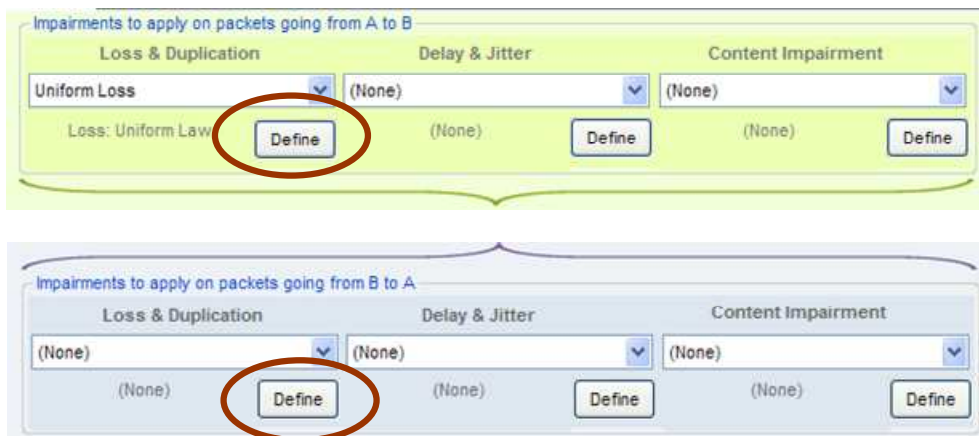 Impairments to apply on packets going from A to B
Loss & Duplication Delay & Jitter Content Impairment
Uniform Loss (None) (None)
Loss: Uniform Law Define (None) Define (None) Define
Impairments to apply on packets going from B to A
Loss & Duplication Delay & Jitter Content Impairment
(None) (None) (None)
(None) Define (None) Define (None) Define